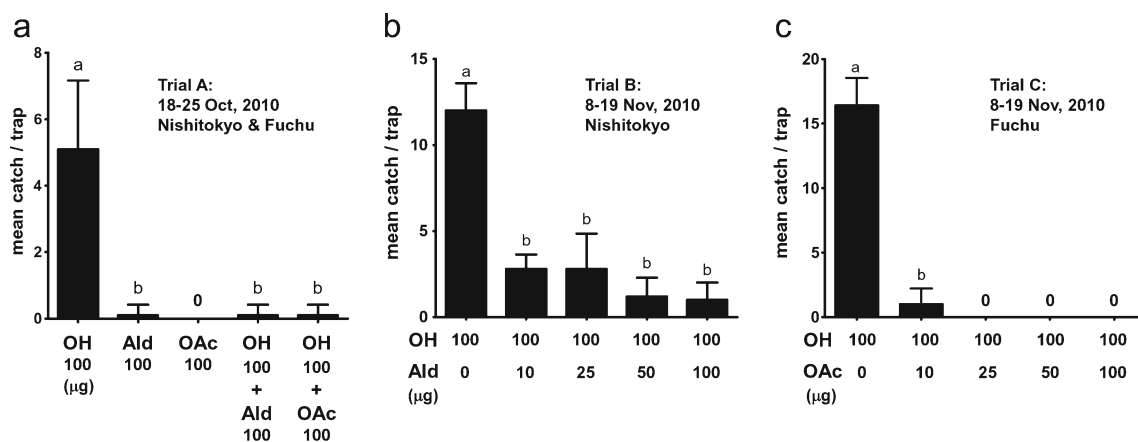 a
mean catch / trap
8
6
4
2
0
Trial A:
18-25 Oct, 2010
Nishitokyo & Fuchu
a
b
0
b
b
OH Ald OAc OH OH
100 100 100 100 100
(μg) + +
Ald OAc
100 100
b
mean catch / trap
15
10
5
0
Trial B:
8-19 Nov, 2010
Nishitokyo
a
b
b
b
b
OH 100 100 100 100 100
Ald 0 10 25 50 100
(μg)
c
mean catch / trap
20
15
10
5
0
Trial C:
8-19 Nov, 2010
Fuchu
a
b
0
0
0
OH 100 100 100 100 100
OAc 0 10 25 50 100
(μg)